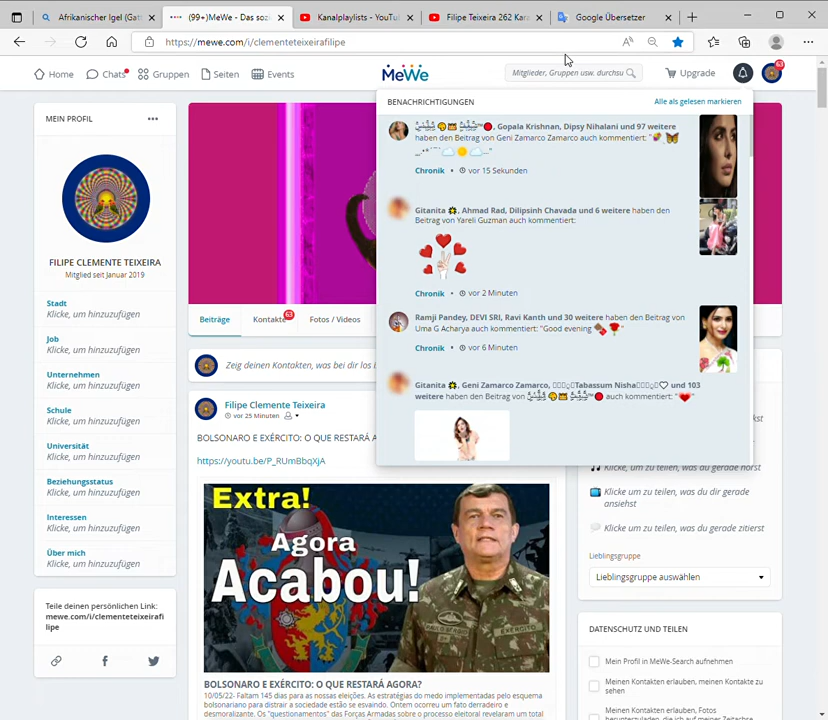 Afrikanischer Igel (Gatt
(99+)MeWe - Das sozi
Kanalplaylists - YouTu
Filipe Teixeira 262 Kara
Google Übersetzer
https://mewe.com/i/clementeteixeirafilipe
Home
Chats
Gruppen
Seiten
Events
MeWe
Mitglieder, Gruppen usw. durchsu
Upgrade
63
MEIN PROFIL
FILIPE CLEMENTE TEIXEIRA
Mitglied seit Januar 2019
Stadt
Klicke, um hinzuzufügen
Job
Klicke, um hinzuzufügen
Unternehmen
Klicke, um hinzuzufügen
Schule
Klicke, um hinzuzufügen
Universität
Klicke, um hinzuzufügen
Beziehungsstatus
Klicke, um hinzuzufügen
Interessen
Klicke, um hinzuzufügen
Über mich
Klicke, um hinzuzufügen
Teile deinen persönlichen Link:
mewe.com/i/clementeteixeirafi
lipe
BENACHRICHTIGUNGEN
Alle als gelesen markieren
Gopala Krishnan, Dipsy Nihalani und 97 weitere
haben den Beitrag von Geni Zamarco Zamarco auch kommentiert: "
Chronik • vor 15 Sekunden
Gitanita, Ahmad Rad, Dilipsinh Chavada und 6 weitere haben den
Beitrag von Yareli Guzman auch kommentiert:
Chronik • vor 2 Minuten
Ramji Pandey, DEVI SRI, Ravi Kanth und 30 weitere haben den Beitrag von
Uma G Acharya auch kommentiert: "Good evening 🍫🌹"
Chronik • vor 6 Minuten
Gitanita, Geni Zamarco Zamarco, Tabassum Nisha und 103
weitere haben den Beitrag von auch kommentiert: "❤"
Beiträge
Kontakte
63
Fotos / Videos
Zeig deinen Kontakten, was bei dir los i
Filipe Clemente Teixeira
vor 25 Minuten
BOLSONARO E EXÉRCITO: O QUE RESTARÁ A
https://youtu.be/P_RUmBbqXjA
Extra!
Agora
Acabou!
EXÉRCITO
BOLSONARO E EXÉRCITO: O QUE RESTARÁ AGORA?
10/05/22- Faltam 145 dias para as nossas eleições. As estratégias do medo implementadas pelo esquema
bolsonariano para distrair a sociedade estão se esvaindo. Ontem ocorreu um fato derradeiro e
desmoralizante. Os "questionamentos" das Forças Armadas sobre o processo eleitoral revelaram um total
Klicke, um zu teilen, was du gerade hörst
Klicke um zu teilen, was du gerade
ansiehst
Klicke um zu teilen, was du gerade zitierst
Lieblingsgruppe
Lieblingsgruppe auswählen
DATENSCHUTZ UND TEILEN
Mein Profil in MeWe-Search aufnehmen
Meinen Kontakten erlauben, meinen Kontakte zu
sehen
Meinen Kontakten erlauben, Fotos